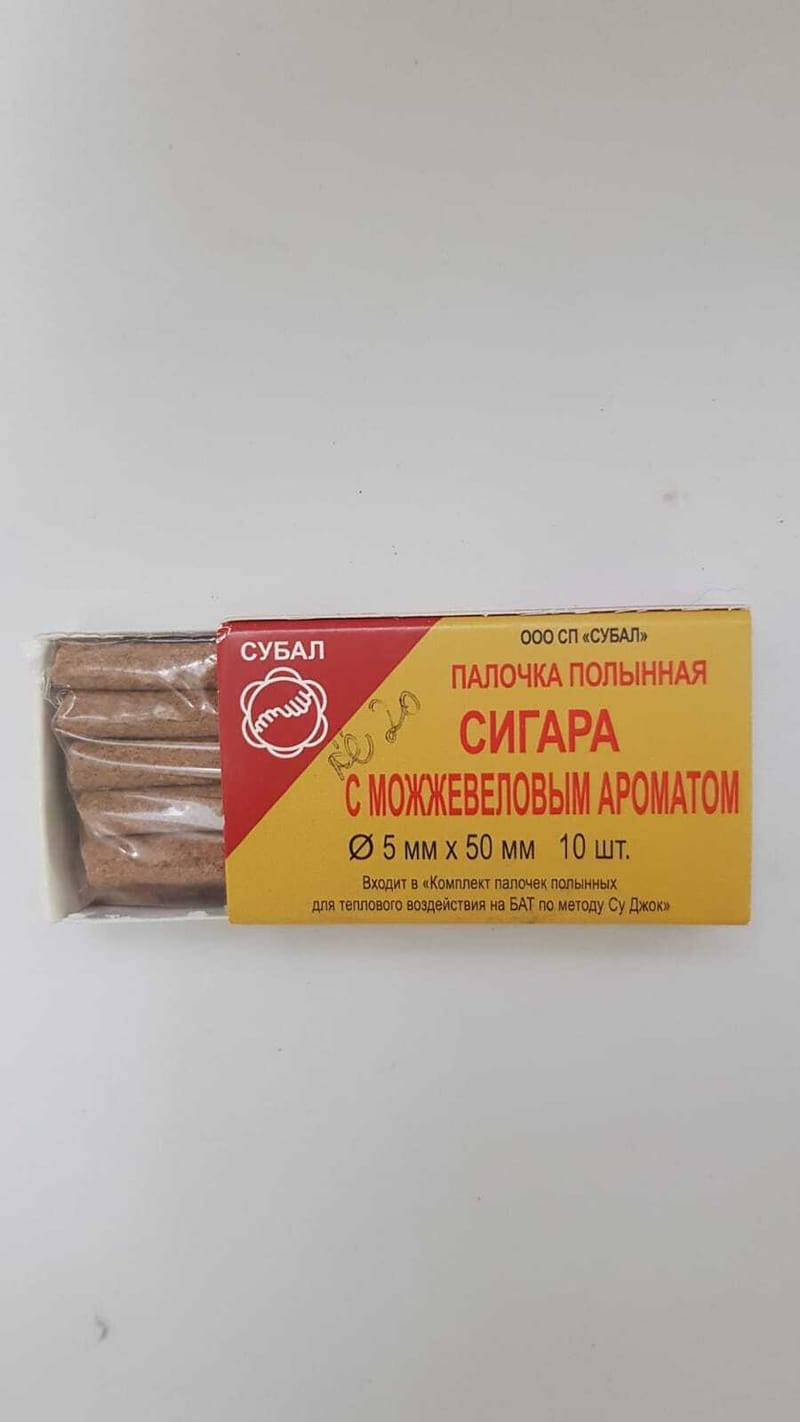 СУБАЛ
ООО СП «СУБАЛ»
ПАЛОЧКА ПОЛЫННАЯ
СИГАРА
С МОЖЖЕВЕЛОВЫМ АРОМАТОМ
Ø 5 мм х 50 мм 10 шт.
Входит в «Комплект палочек полынных
для теплового воздействия на БАТ по методу Су Джок»
20